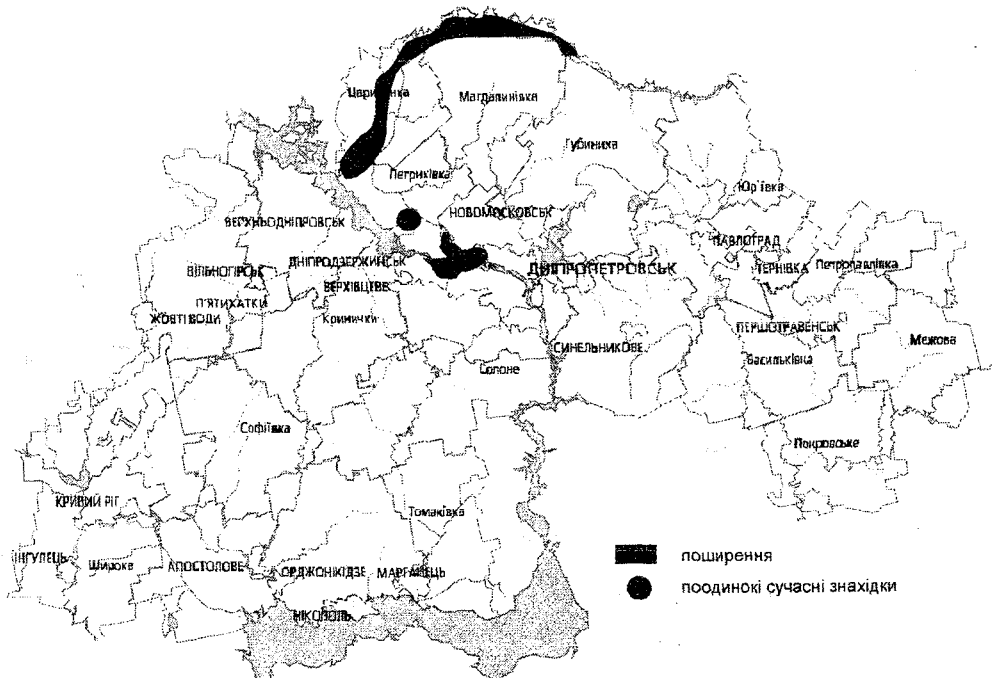 Царичанка
Магдалинівка
Губиниха
Петриківка
Юр'ївка
НОВОМОСКОВСЬК
ВЕРХНЬОДНІПРОВСЬК
ПАВЛОГРАД
ДНІПРОДЗЕРЖИНСЬК
ДНІПРОПЕТРОВСЬК
ТЕРНІВКА
Петропавлівка
ВІЛЬНОГІРСЬК
ВЕРХІВЦЕВЕ
П'ЯТИХАТКИ
ЖОВТІ ВОДИ
Кринички
ПЕРШОТРАВЕНСЬК
Межова
СИНЕЛЬНИКОВЕ
Васильківка
Солоне
Софіївка
Покровське
КРИВИЙ РІГ
Томаківка
ІНГУЛЕЦЬ
Широке
АПОСТОЛОВЕ
ОРДЖОНІКІДЗЕ
МАРГАНЕЦЬ
НІКОПОЛЬ
поширення
поодинокі сучасні знахідки